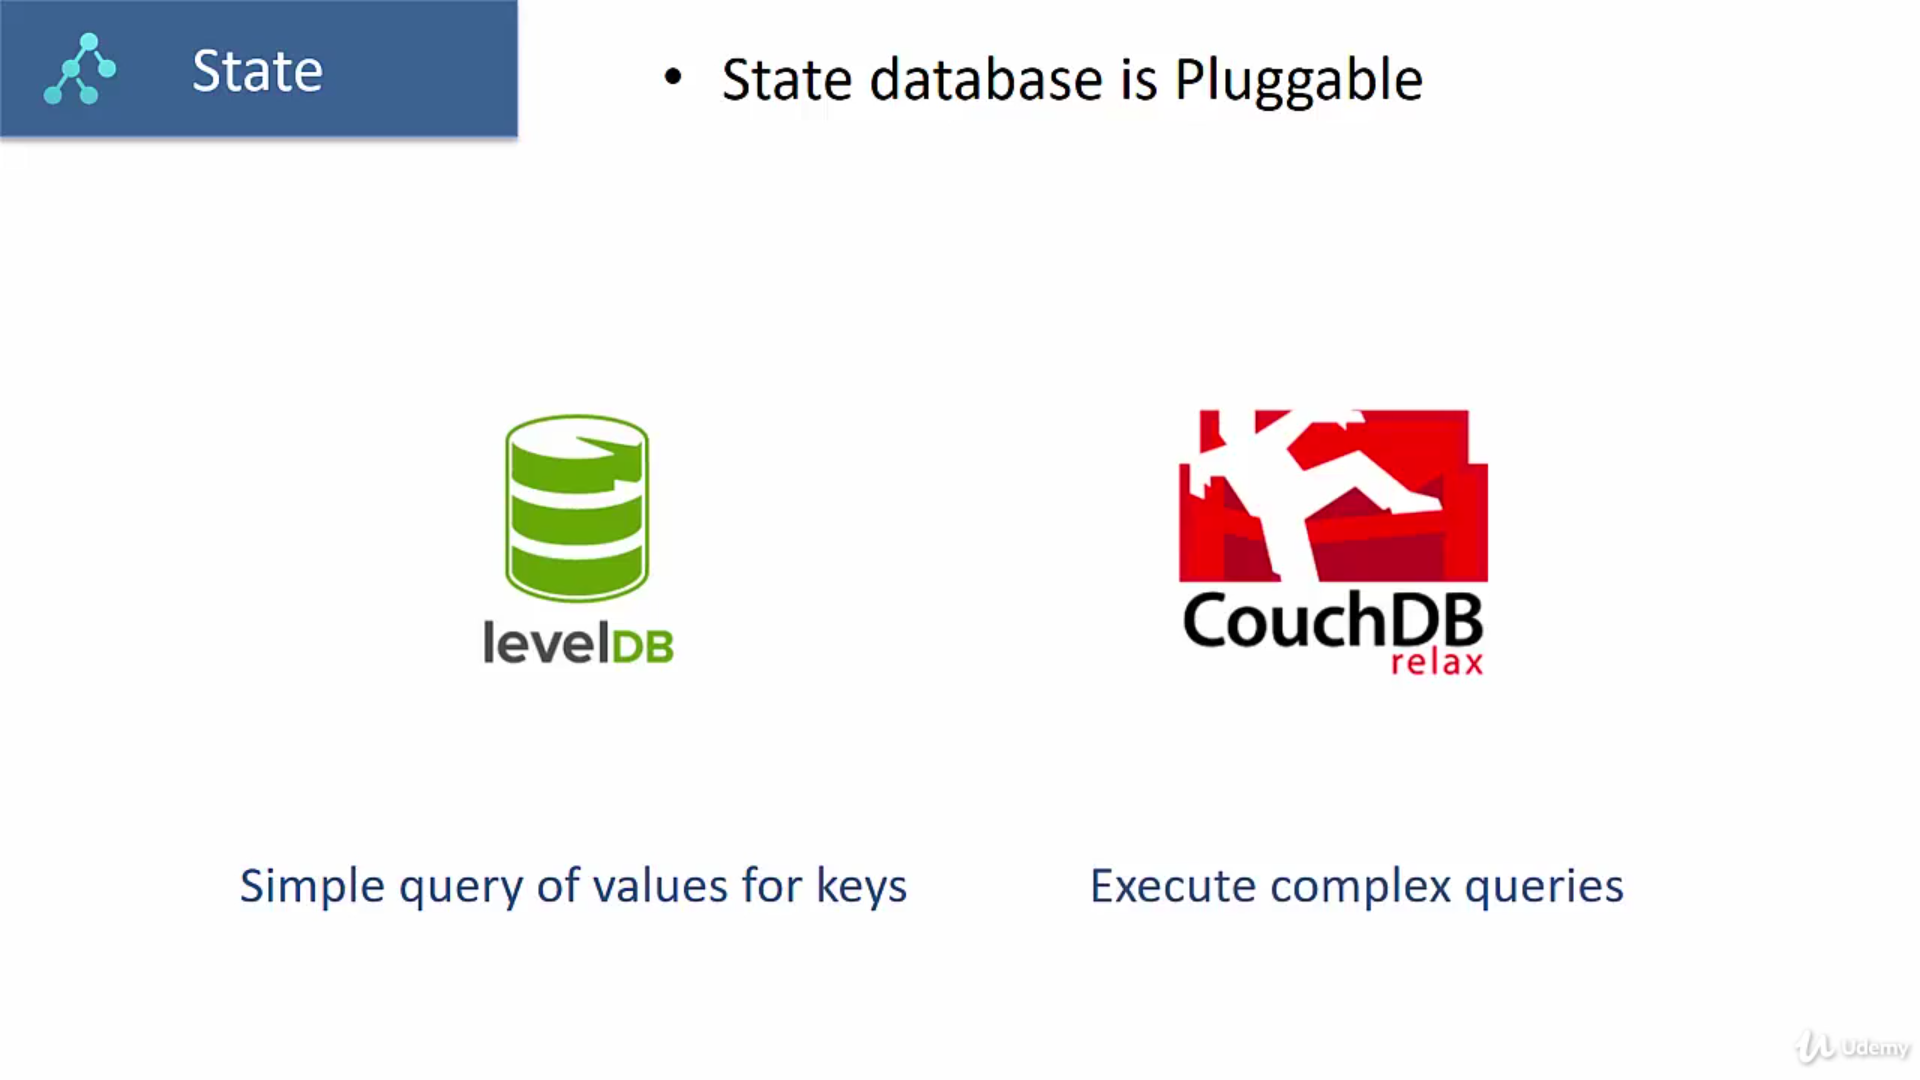 State
• State database is Pluggable
levelDB
CouchDB
relax
Simple query of values for keys
Execute complex queries
Udemy